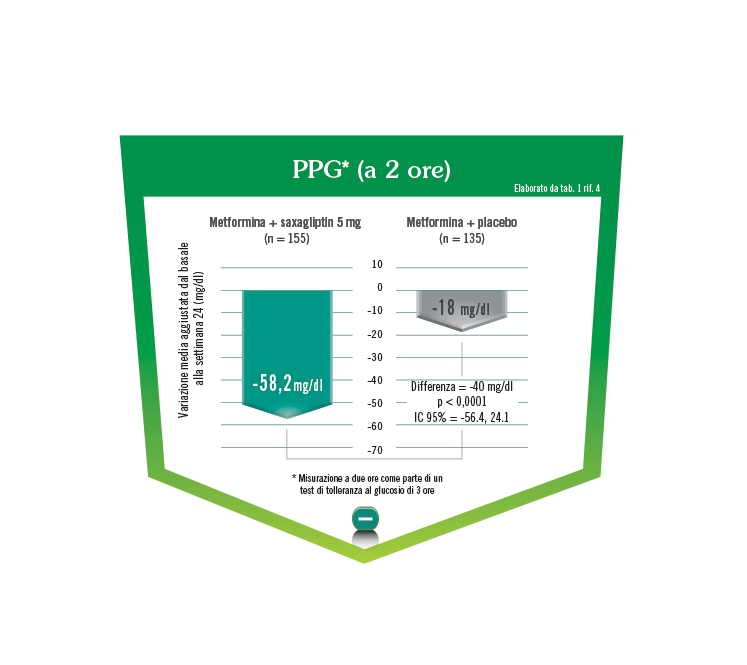 PPG* (a 2 ore)
Elaborato da tab. 1 rif. 4
Metformina + saxagliptin 5 mg
(n = 155)
Metformina + placebo
(n = 135)
Variazione media aggiustata dal basale
alla settimana 24 (mg/dl)
10
0
-10
-20
-30
-40
-50
-60
-70
-58,2 mg/dl
-18 mg/dl
Differenza = -40 mg/dl
p < 0,0001
IC 95% = -56.4, 24.1
* Misurazione a due ore come parte di un
test di tolleranza al glucosio di 3 ore